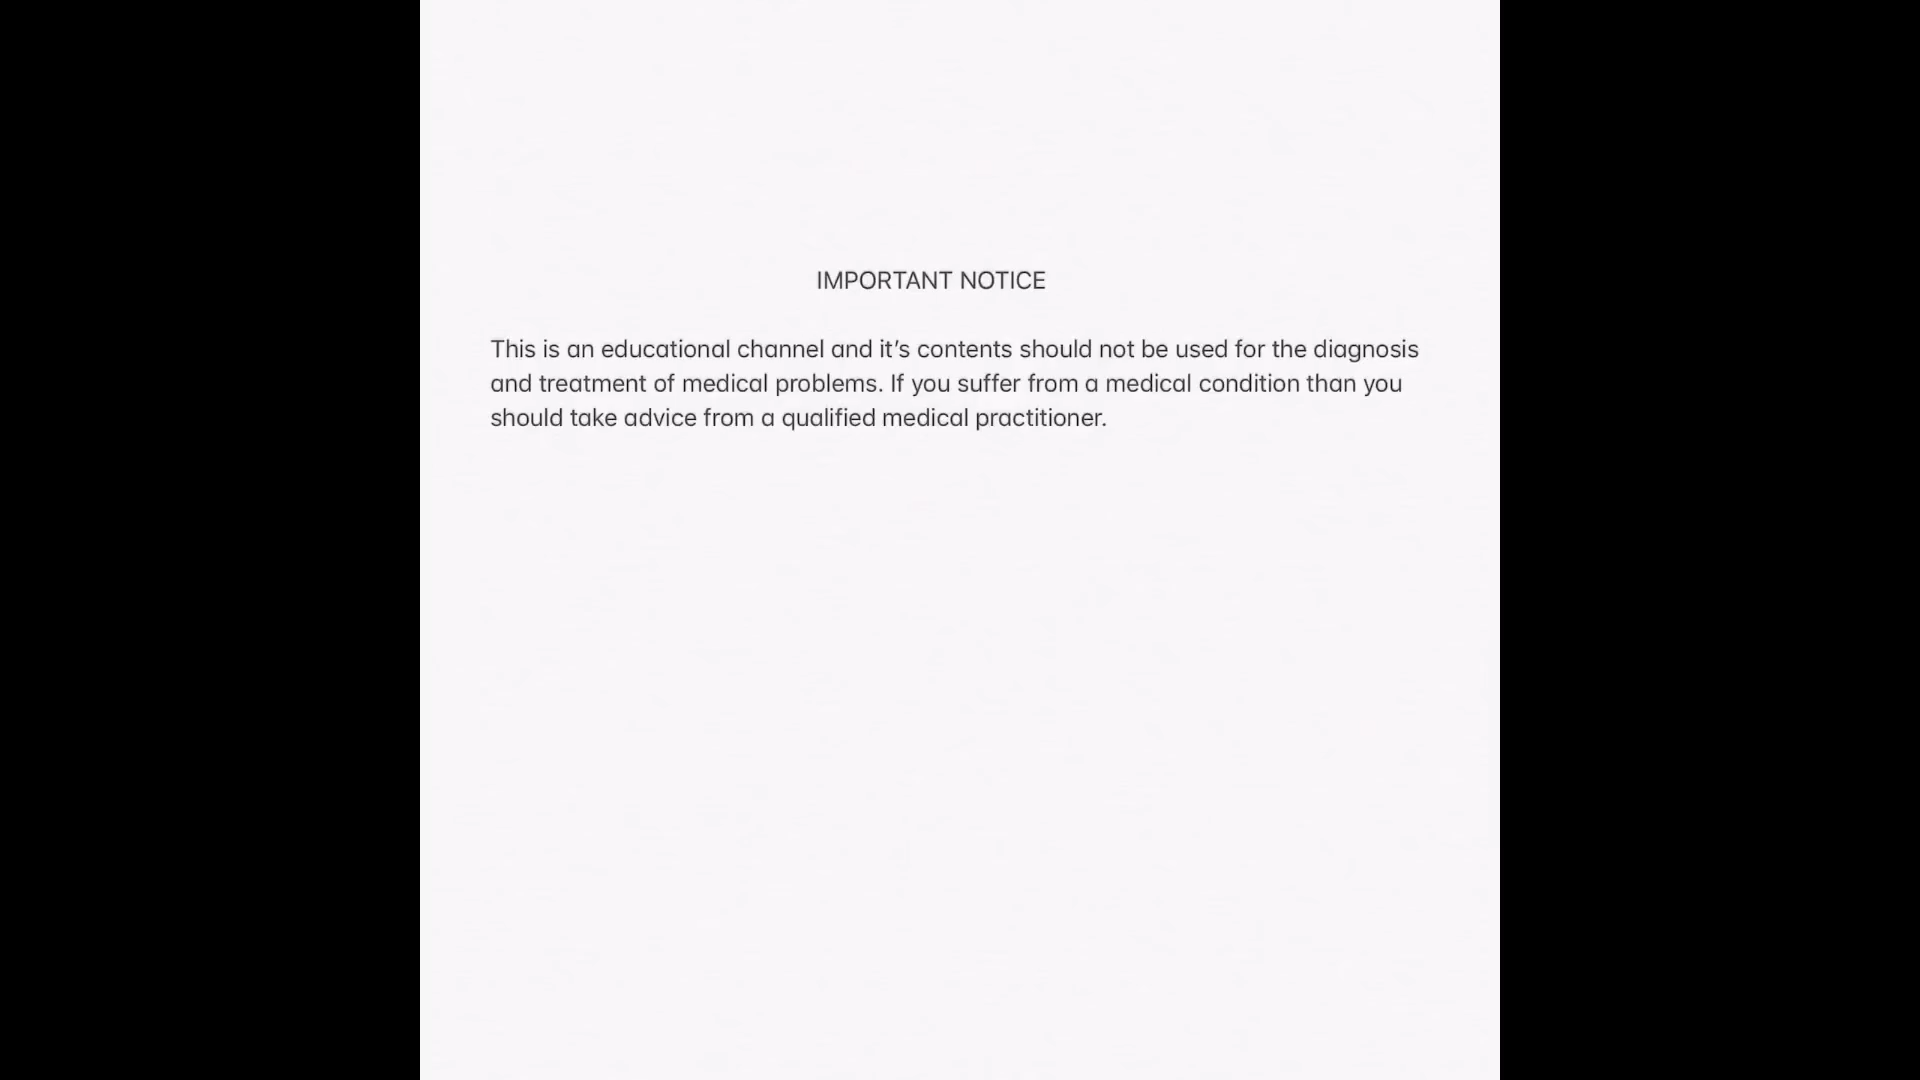 IMPORTANT NOTICE
This is an educational channel and it’s contents should not be used for the diagnosis
and treatment of medical problems. If you suffer from a medical condition than you
should take advice from a qualified medical practitioner.